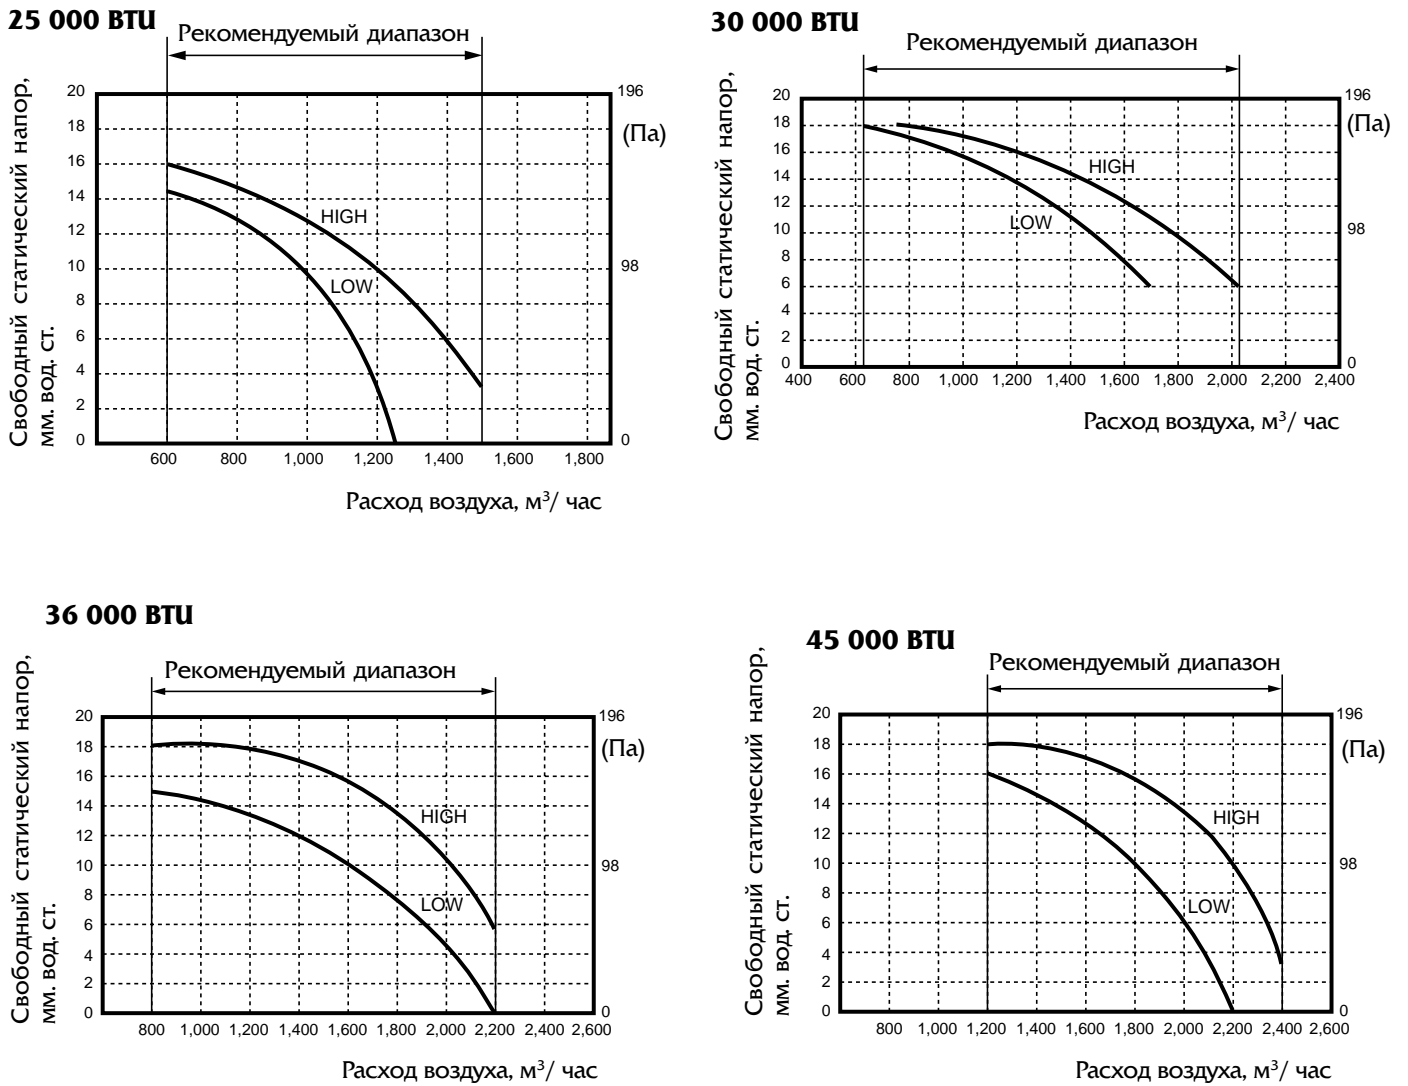 25 000 BTU
Рекомендуемый диапазон
Свободный статический напор,
мм. вод. ст.
20
18
16
14
12
10
8
6
4
2
0
196
(Па)
98
0
HIGH
LOW
600 800 1,000 1,200 1,400 1,600 1,800
Расход воздуха, м³/ час
30 000 BTU
Рекомендуемый диапазон
Свободный статический напор,
мм. вод. ст.
20
18
16
14
12
10
8
6
4
2
0
196
(Па)
98
0
HIGH
LOW
400 600 800 1,000 1,200 1,400 1,600 1,800 2,000 2,200 2,400
Расход воздуха, м³/ час
36 000 BTU
Рекомендуемый диапазон
Свободный статический напор,
мм. вод. ст.
20
18
16
14
12
10
8
6
4
2
0
196
(Па)
98
0
HIGH
LOW
800 1,000 1,200 1,400 1,600 1,800 2,000 2,200 2,400 2,600
Расход воздуха, м³/ час
45 000 BTU
Рекомендуемый диапазон
Свободный статический напор,
мм. вод. ст.
20
18
16
14
12
10
8
6
4
2
0
196
(Па)
98
0
HIGH
LOW
800 1,000 1,200 1,400 1,600 1,800 2,000 2,200 2,400 2,600
Расход воздуха, м³/ час